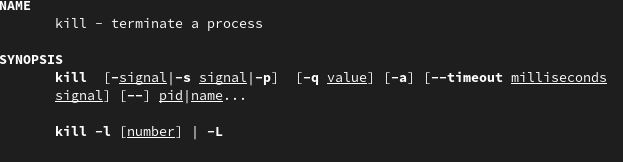 NAME
kill - terminate a process
SYNOPSIS
kill [-signal|-s signal|-p] [-q value] [-a] [--timeout milliseconds
signal] [--] pid|name...
kill -l [number] | -L